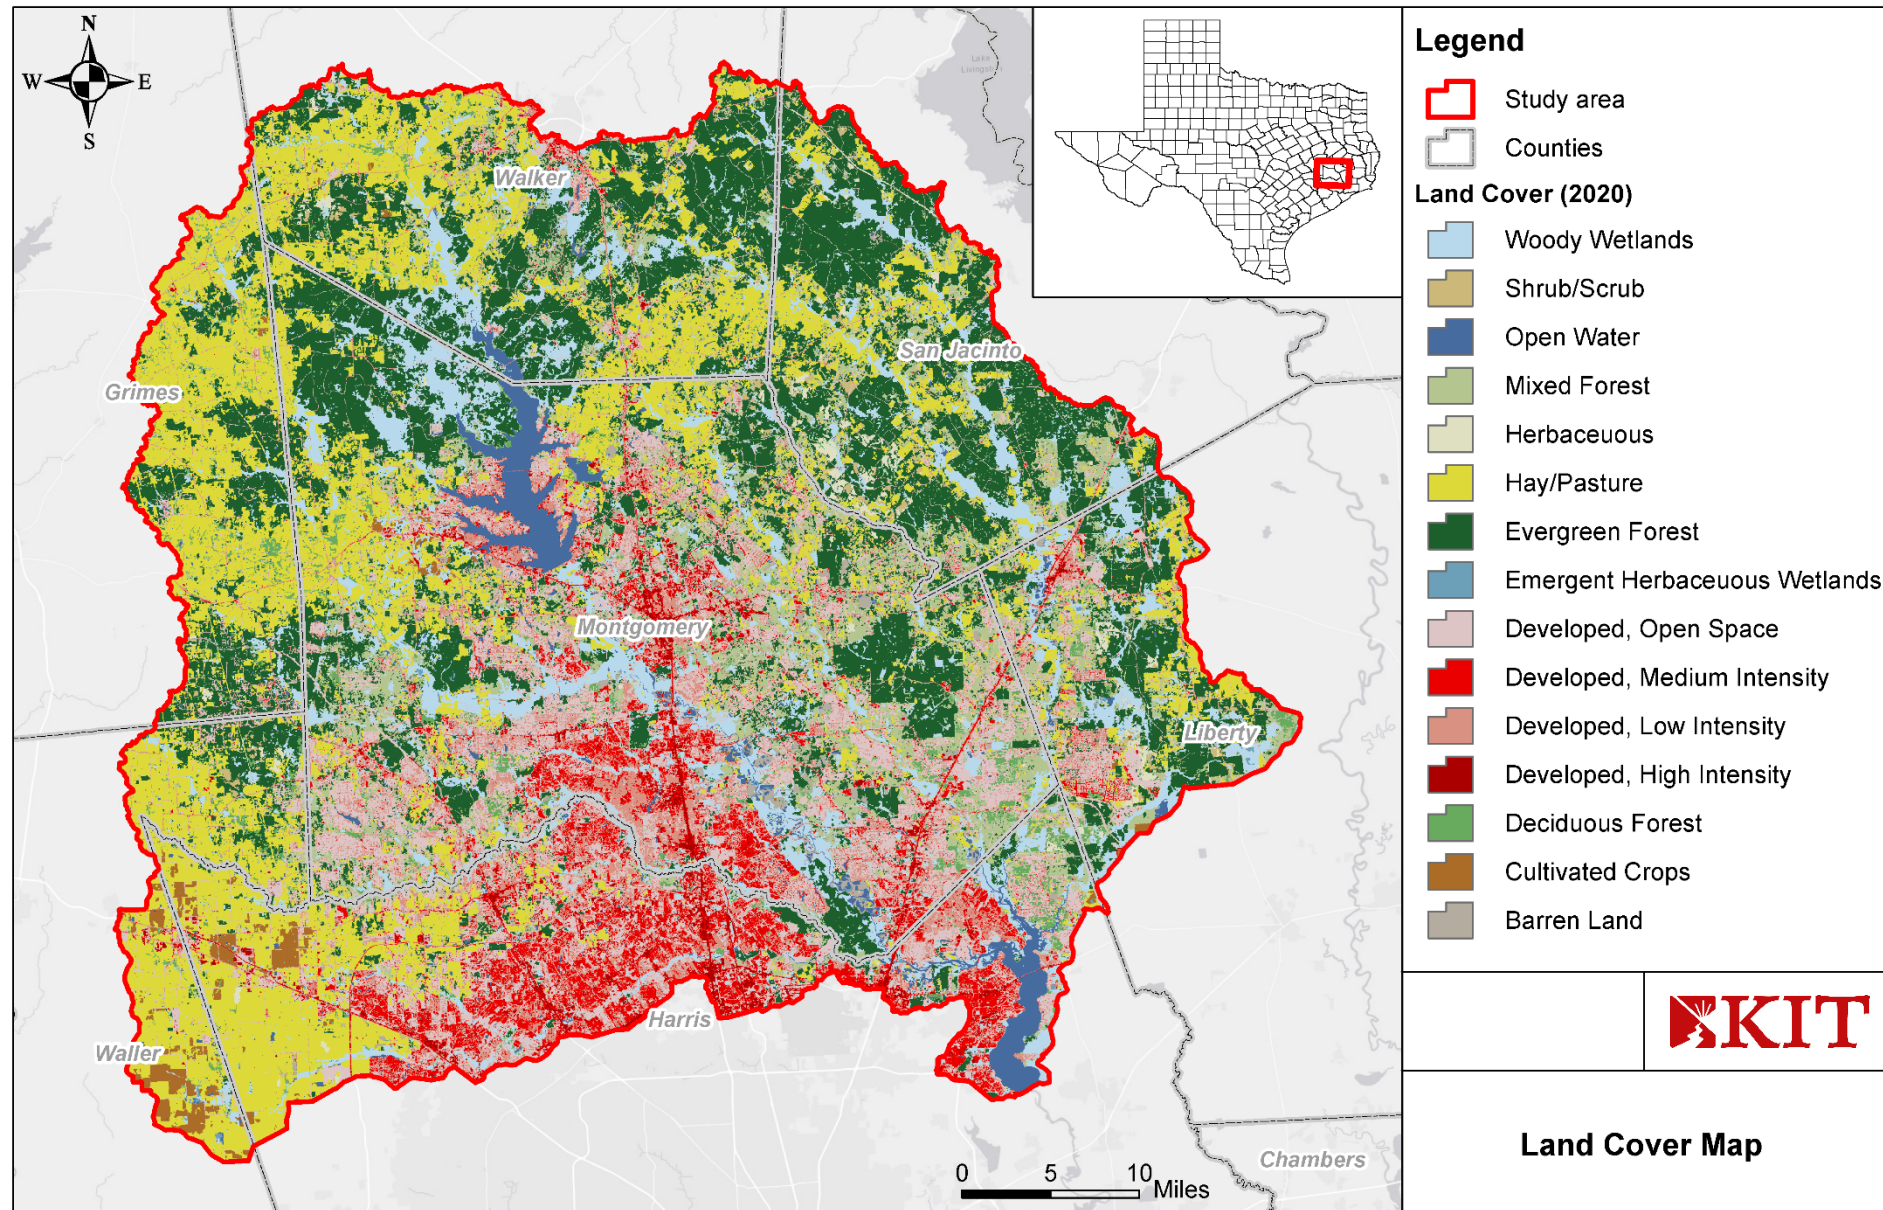 N
W
E
S
Lake
Livingston
Walker
San Jacinto
Grimes
Montgomery
Liberty
Harris
Waller
Chambers
0 5 10
Miles
Legend
Study area
Counties
Land Cover (2020)
Woody Wetlands
Shrub/Scrub
Open Water
Mixed Forest
Herbaceuous
Hay/Pasture
Evergreen Forest
Emergent Herbaceuous Wetlands
Developed, Open Space
Developed, Medium Intensity
Developed, Low Intensity
Developed, High Intensity
Deciduous Forest
Cultivated Crops
Barren Land
KIT
Land Cover Map